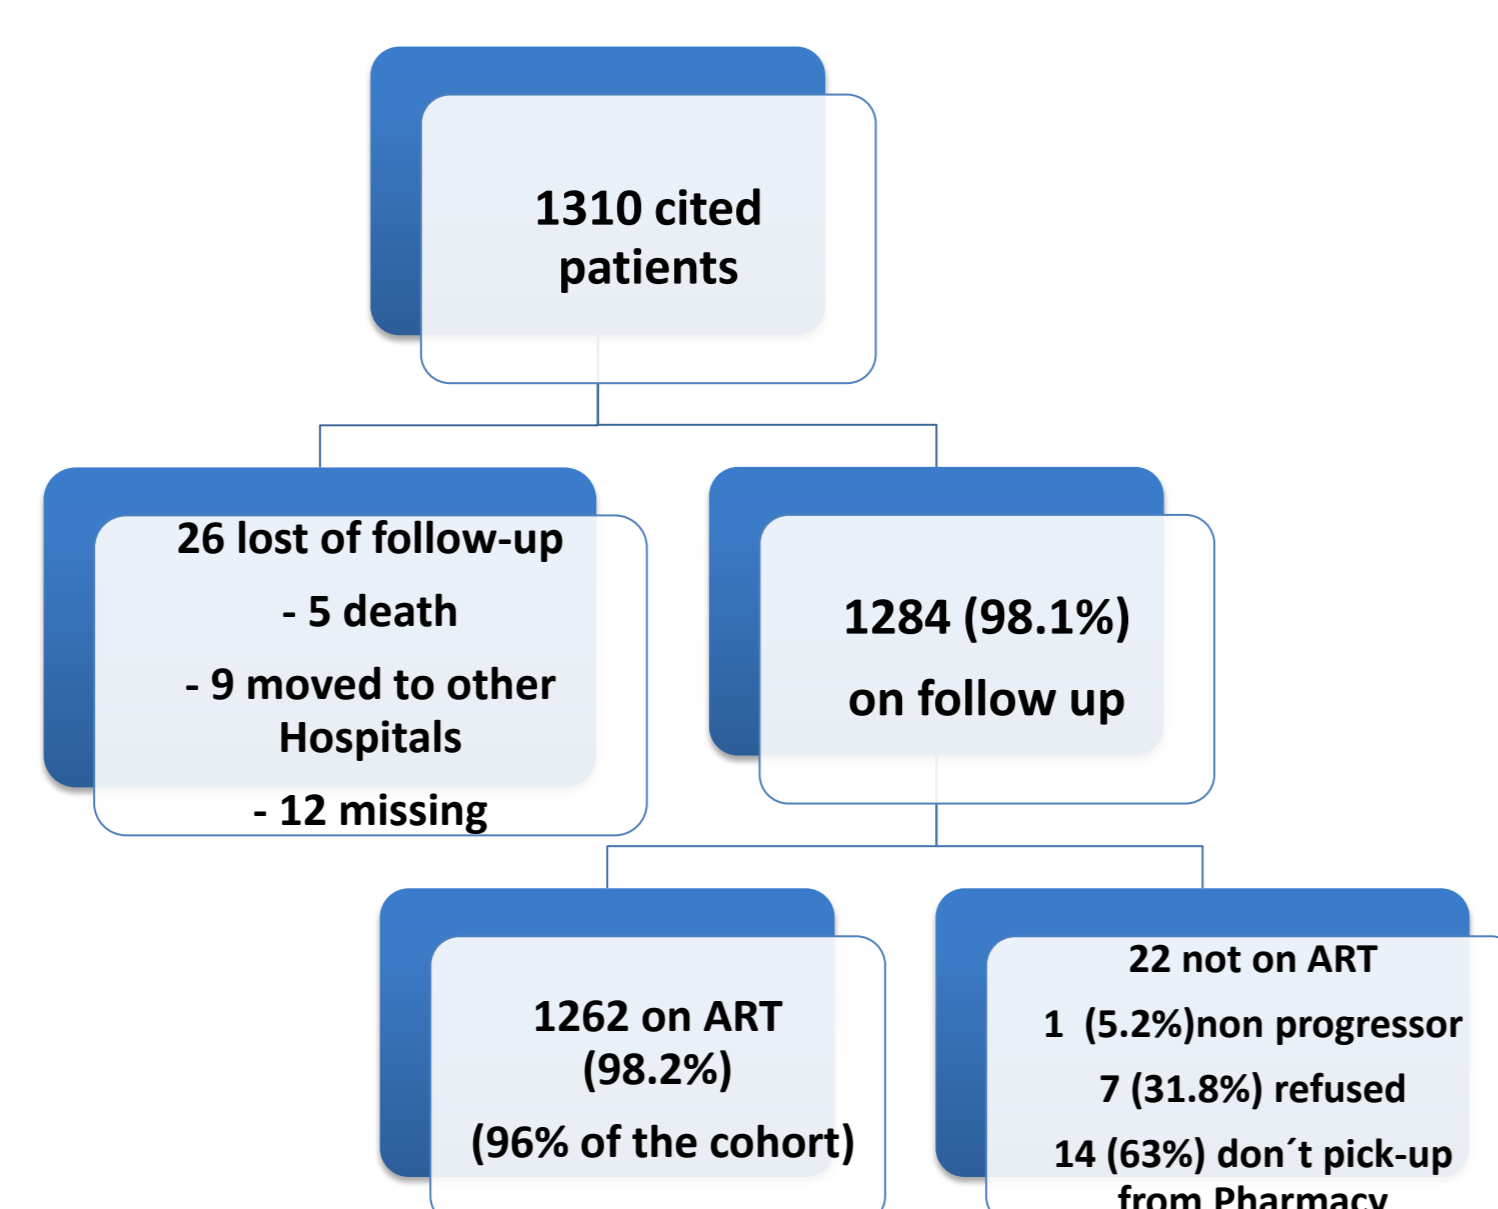 1310 cited
patients
26 lost of follow-up
- 5 death
- 9 moved to other
Hospitals
- 12 missing
1284 (98.1%)
on follow up
1262 on ART
(98.2%)
(96% of the cohort)
22 not on ART
1  (5.2%)non progressor
7 (31.8%) refused
14 (63%) don´t pick-up
from Pharmacy